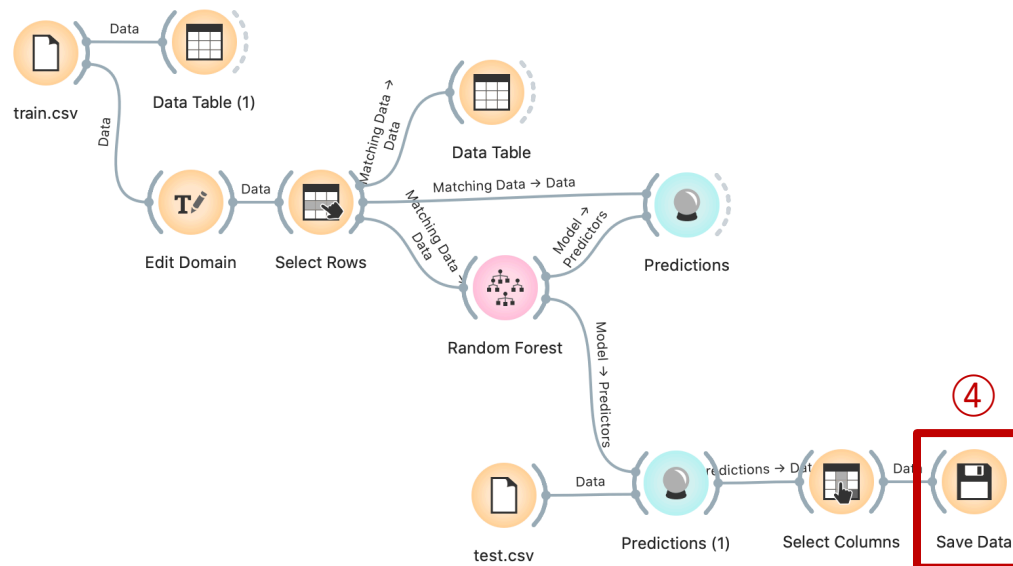 Data
train.csv
Data Table (1)
Data
Matching Data →
Data
Data Table
Data
Matching Data → Data
Edit Domain
Select Rows
Matching Data →
Data
Model →
Predictors
Predictions
Random Forest
Model → Predictors
④
Data
redictions → Dat
Dat
test.csv
Predictions (1)
Select Columns
Save Data